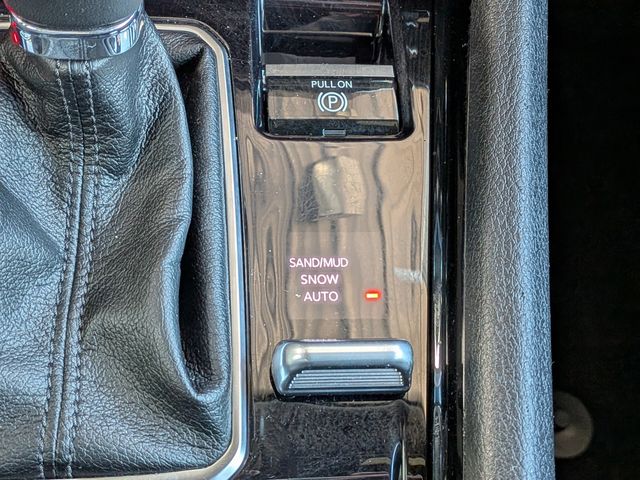 PULL ON
P
SAND/MUD
SNOW
~ AUTO